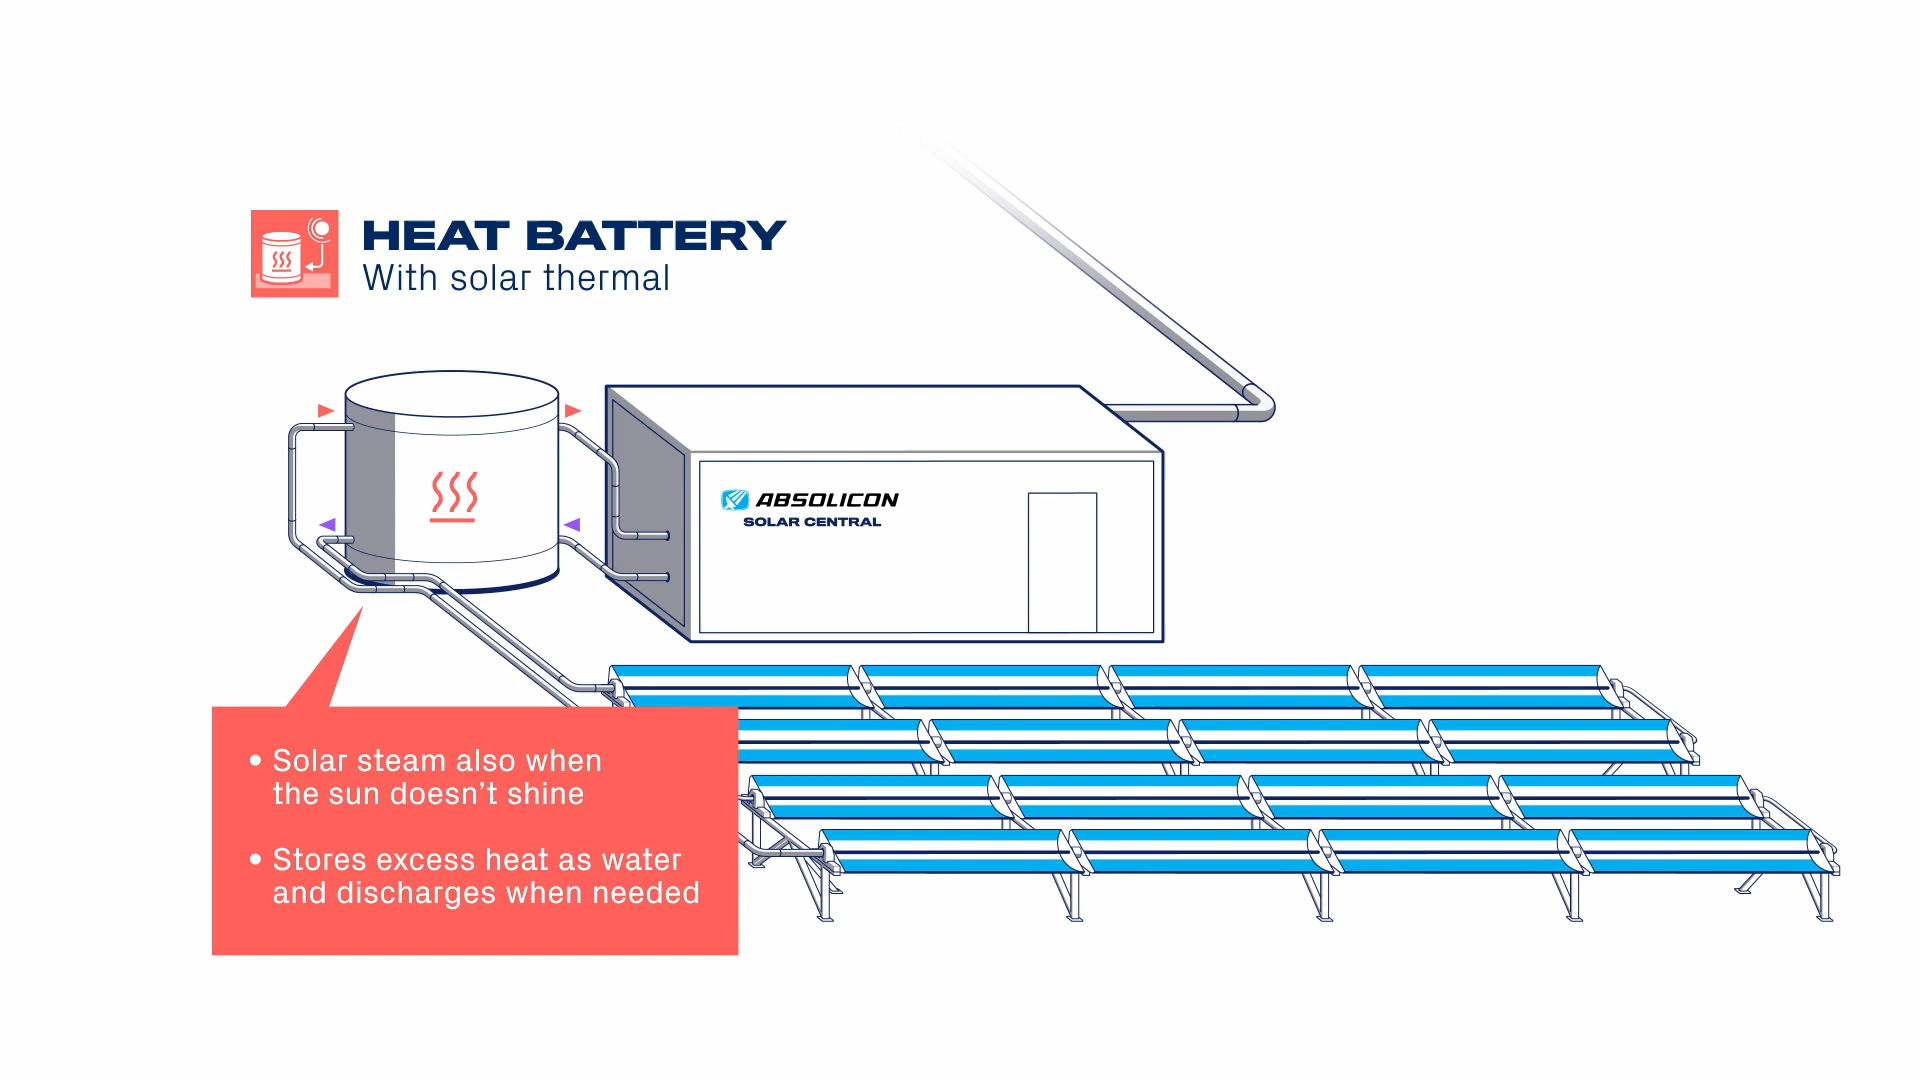 HEAT BATTERY
With solar thermal
ABSOLICON
SOLAR CENTRAL
• Solar steam also when
the sun doesn’t shine
• Stores excess heat as water
and discharges when needed